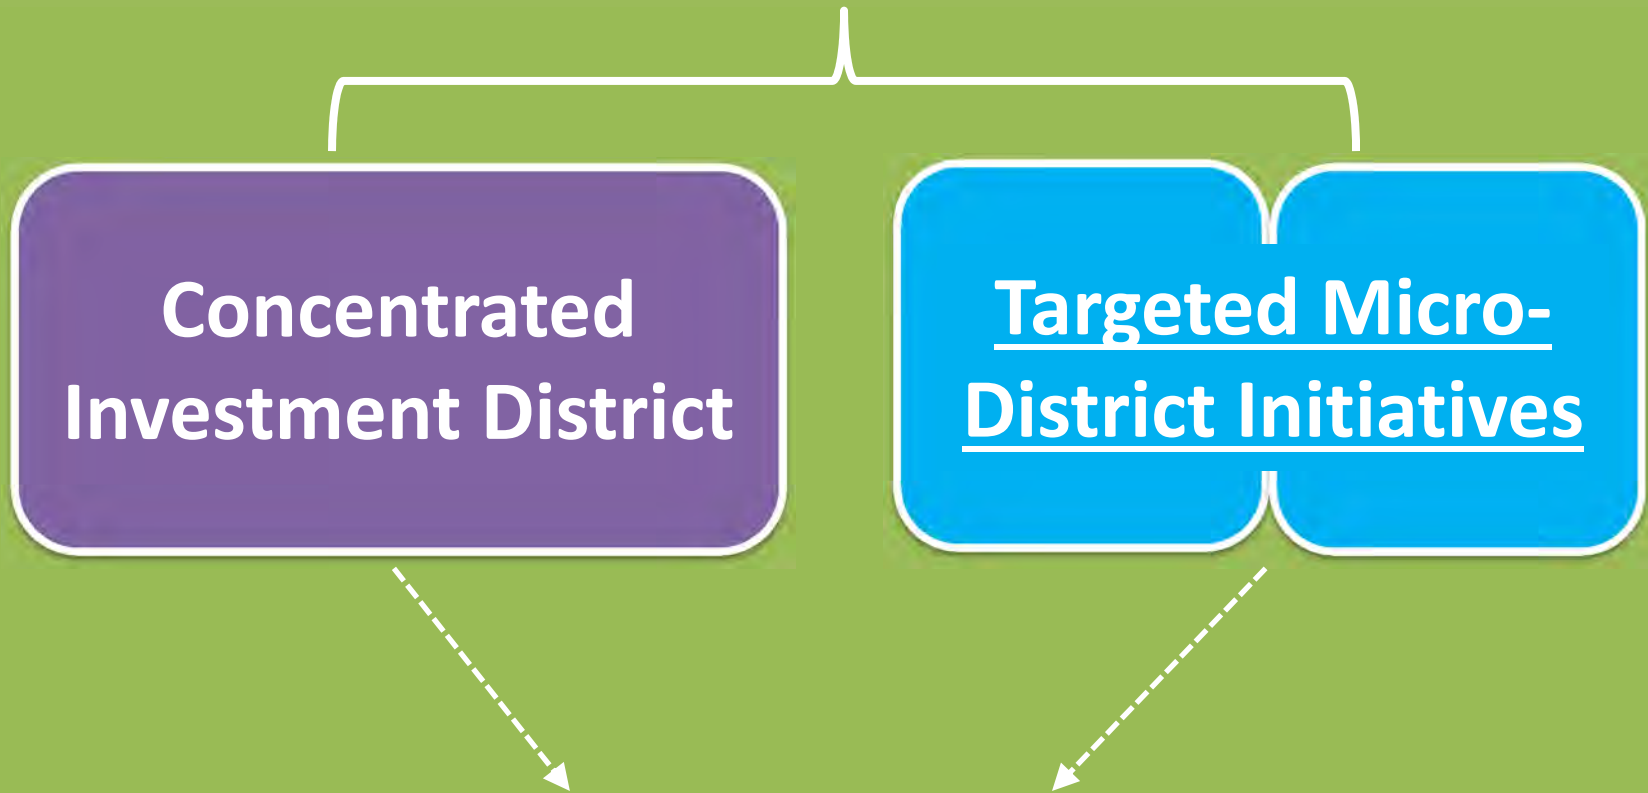 Concentrated
Investment District
Targeted Micro-
District Initiatives